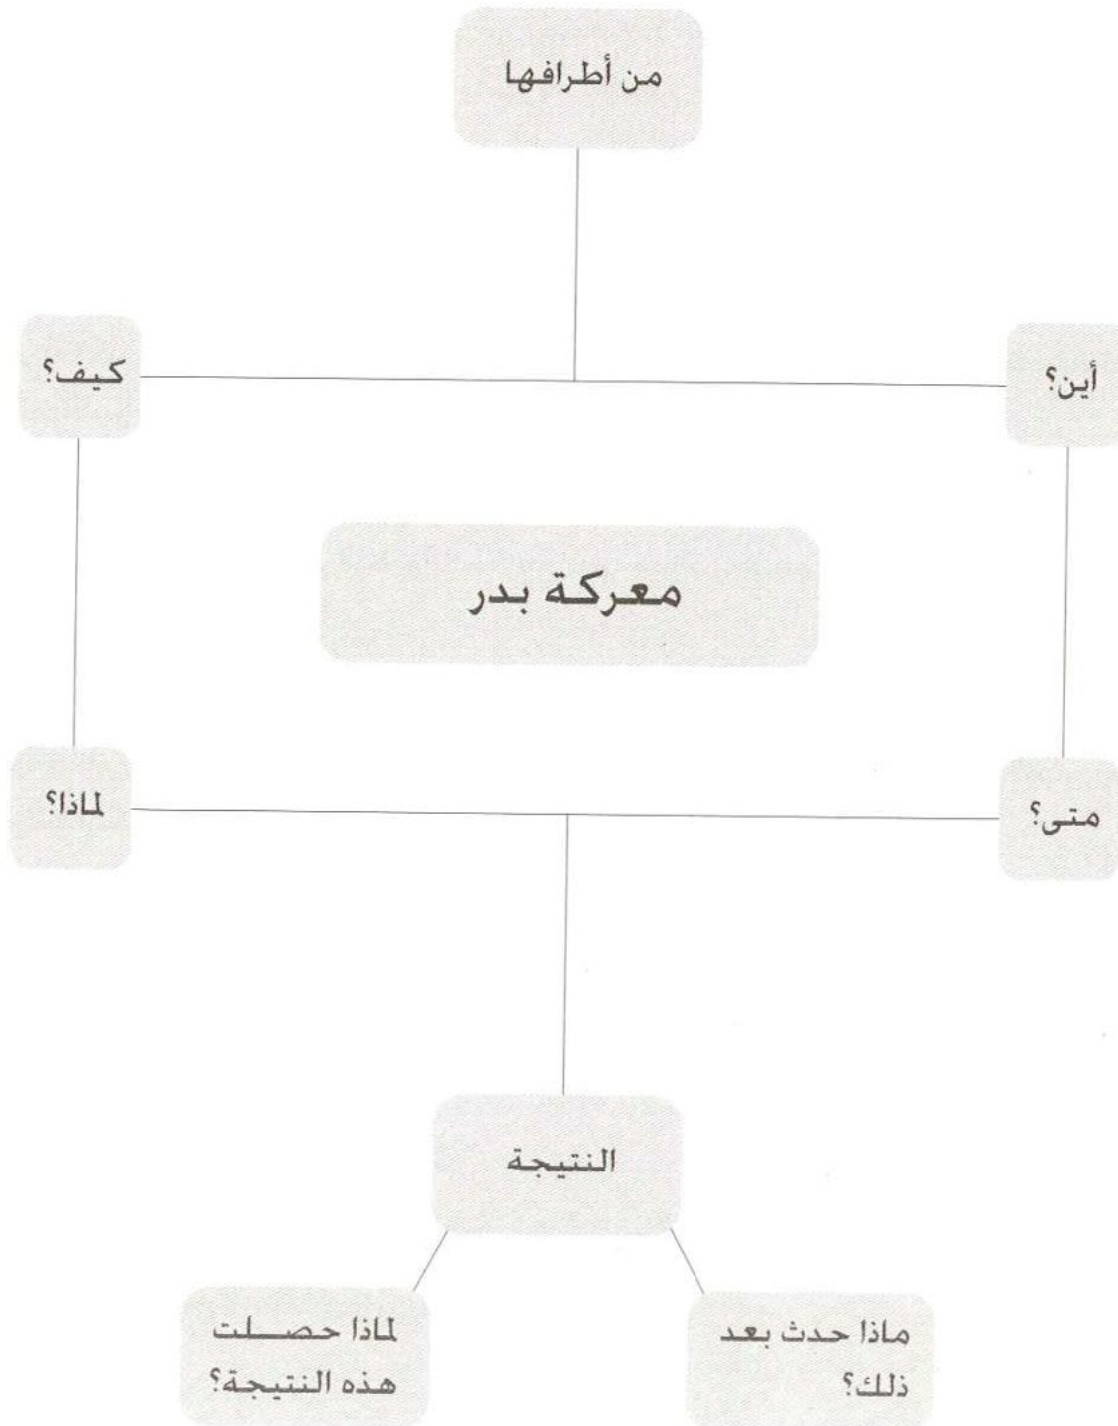 من أطرافها
أين؟
كيف؟
معركة بدر
متى؟
لماذا؟
النتيجة
ماذا حدث بعد
ذلك؟
لماذا حصلت
هذه النتيجة؟